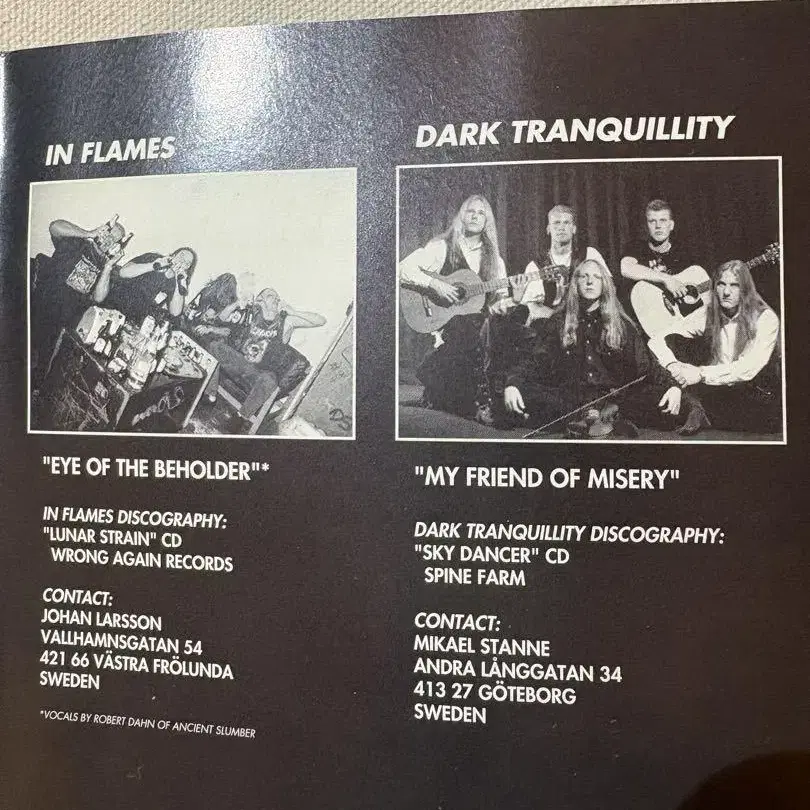 IN FLAMES
"EYE OF THE BEHOLDER"*
IN FLAMES DISCOGRAPHY:
"LUNAR STRAIN" CD
WRONG AGAIN RECORDS
CONTACT:
JOHAN LARSSON
VALLHAMNSGATAN 54
421 66 VÄSTRA FRÖLUNDA
SWEDEN
*VOCALS BY ROBERT DAHN OF ANCIENT SLUMBER
DARK TRANQUILLITY
"MY FRIEND OF MISERY"
DARK TRANQUILLITY DISCOGRAPHY:
"SKY DANCER" CD
SPINE FARM
CONTACT:
MIKAEL STANNE
ANDRA LÅNGGATAN 34
413 27 GÖTEBORG
SWEDEN